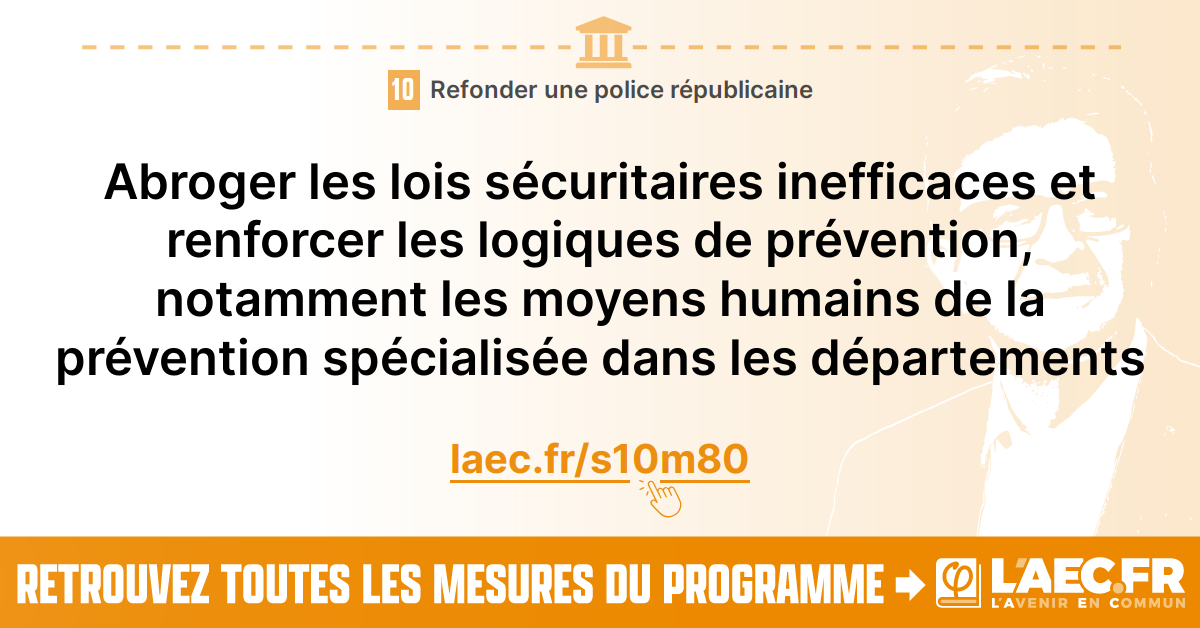 10 Refonder une police républicaine
Abroger les lois sécuritaires inefficaces et
renforcer les logiques de prévention,
notamment les moyens humains de la
prévention spécialisée dans les départements
laec.fr/s10m80
RETROUVEZ TOUTES LES MESURES DU PROGRAMME
φ L'AEC.FR
L'AVENIR EN COMMUN